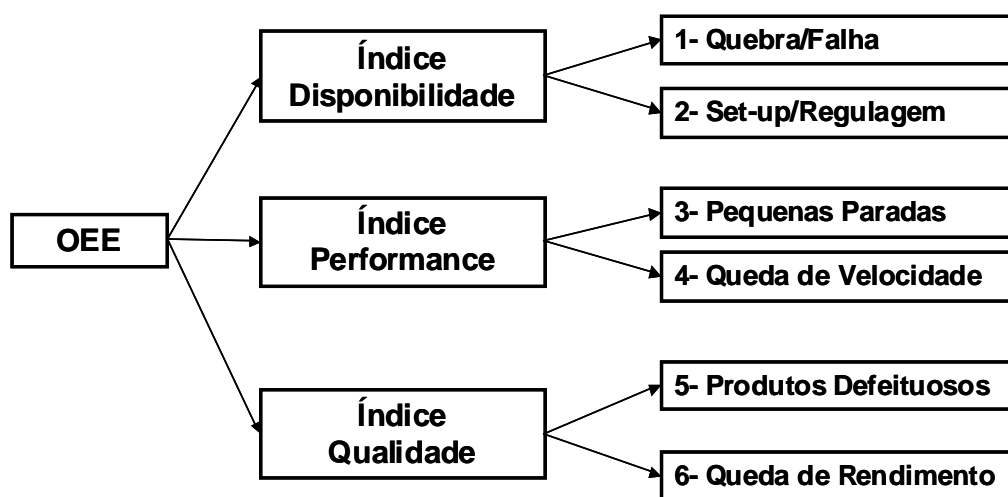 OEE
Índice
Disponibilidade
1- Quebra/Falha
2- Set-up/Regulagem
Índice
Performance
3- Pequenas Paradas
4- Queda de Velocidade
Índice
Qualidade
5- Produtos Defeituosos
6- Queda de Rendimento